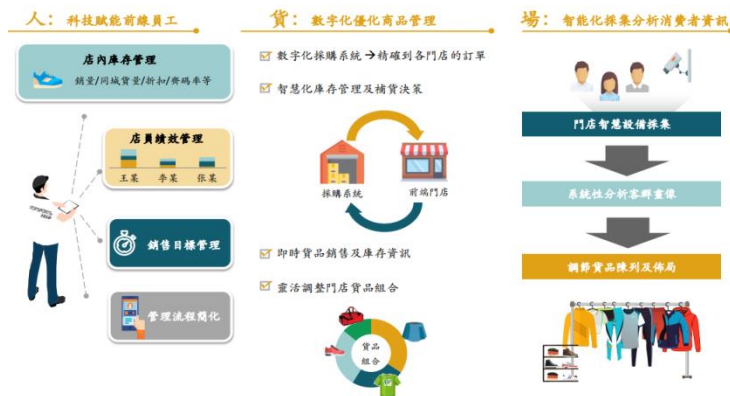 人：科技賦能前線員工
店內庫存管理
銷量/同城貨量/折扣/齊碼率等
店員績效管理
王某 李某 张某
銷售目標管理
管理流程簡化
貨：數字化優化商品管理
數字化採購系統→精確到各門店的訂單
智慧化庫存管理及補貨決策
採購系統 前端門店
即時貨品銷售及庫存資訊
靈活調整門店貨品組合
貨品
組合
場：智能化採集分析消費者資訊
門店智慧設備採集
系統性分析客群畫像
調節貨品陳列及佈局